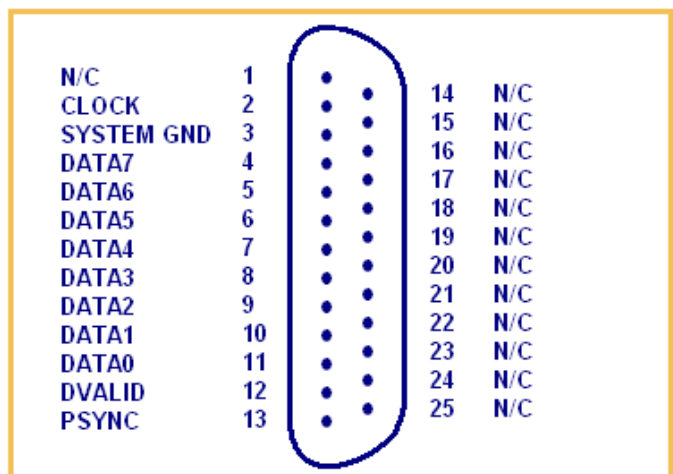 N/C 1
CLOCK 2
SYSTEM GND 3
DATA7 4
DATA6 5
DATA5 6
DATA4 7
DATA3 8
DATA2 9
DATA1 10
DATA0 11
DVALID 12
PSYNC 13
14 N/C
15 N/C
16 N/C
17 N/C
18 N/C
19 N/C
20 N/C
21 N/C
22 N/C
23 N/C
24 N/C
25 N/C